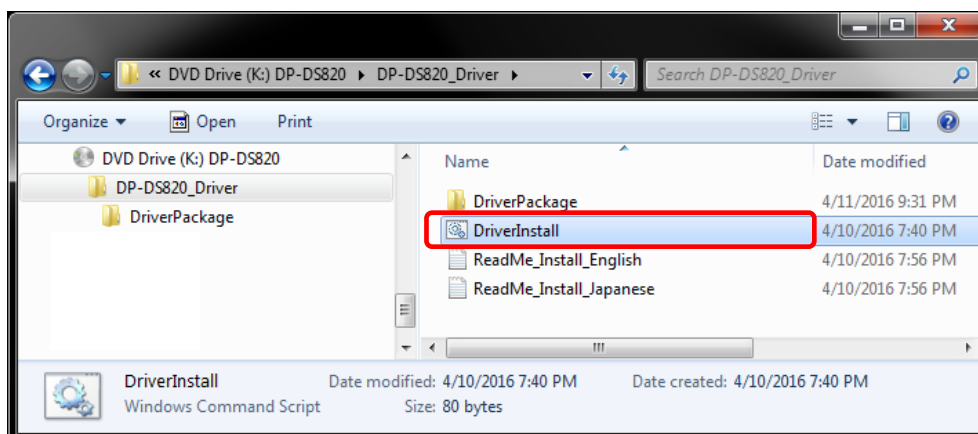 « DVD Drive (K:) DP-DS820 ▸ DP-DS820_Driver ▸ Search DP-DS820_Driver
Organize Open Print
DVD Drive (K:) DP-DS820
DP-DS820_Driver
DriverPackage
Name Date modified
DriverPackage 4/11/2016 9:31 PM
DriverInstall 4/10/2016 7:40 PM
ReadMe_Install_English 4/10/2016 7:56 PM
ReadMe_Install_Japanese 4/10/2016 7:56 PM
DriverInstall Date modified: 4/10/2016 7:40 PM Date created: 4/10/2016 7:40 PM
Windows Command Script Size: 80 bytes